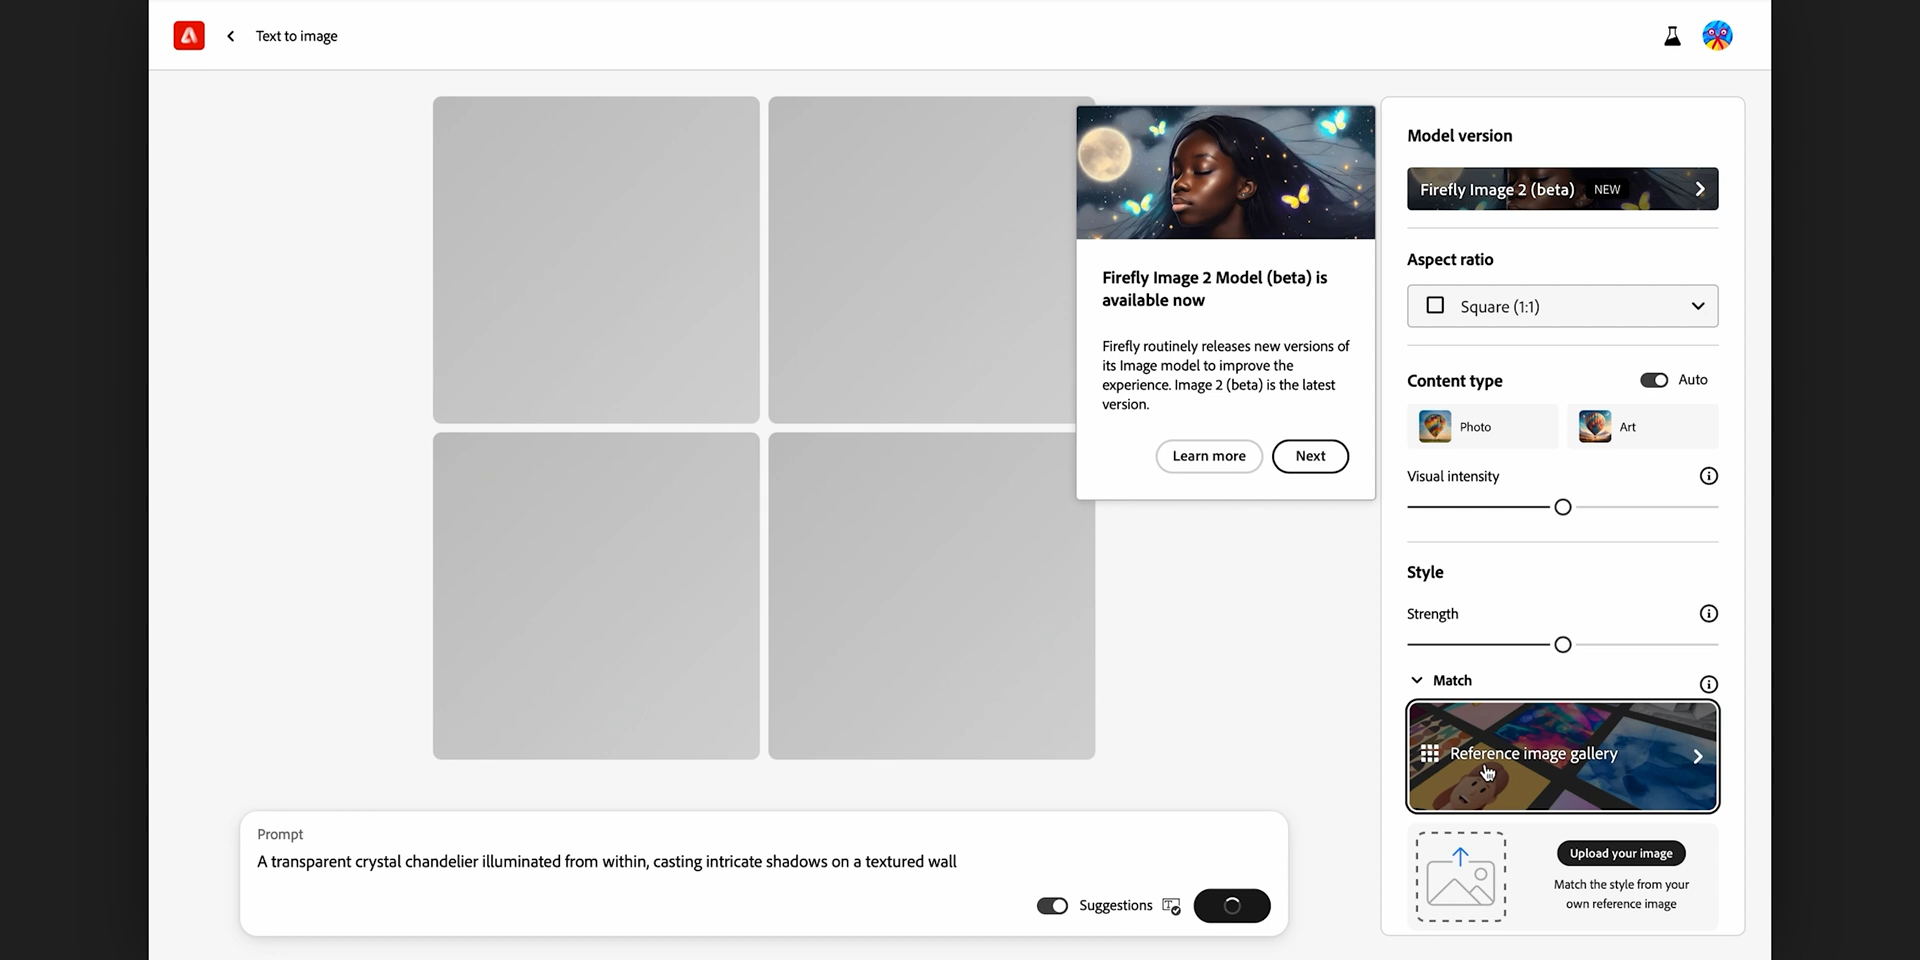 Text to image
Firefly Image 2 Model (beta) is
available now
Firefly routinely releases new versions of
its Image model to improve the
experience. Image 2 (beta) is the latest
version.
Learn more
Next
Model version
Firefly Image 2 (beta) NEW
Aspect ratio
Square (1:1)
Content type
Auto
Photo
Art
Visual intensity
Style
Strength
Match
Reference image gallery
Upload your image
Match the style from your
own reference image
Prompt
A transparent crystal chandelier illuminated from within, casting intricate shadows on a textured wall
Suggestions